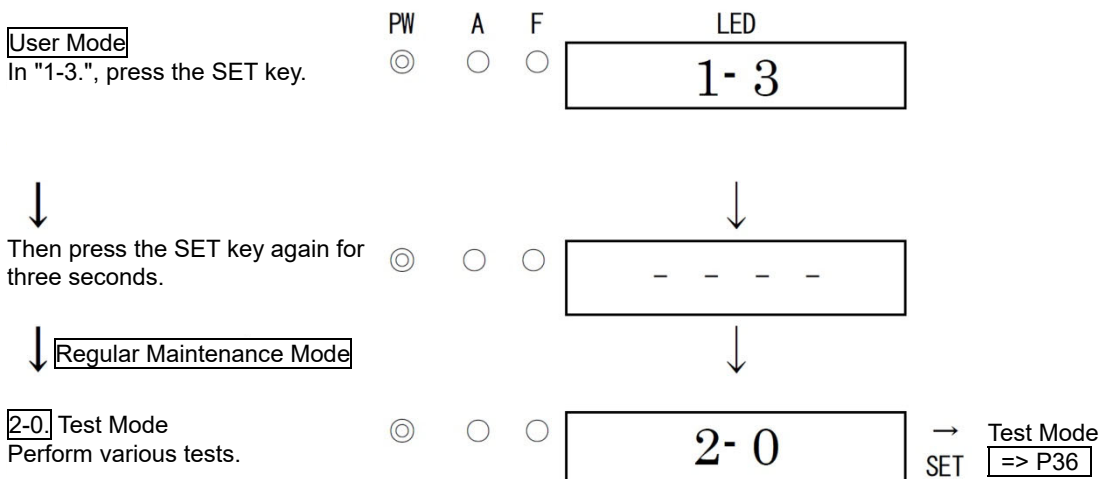 PW A F LED
User Mode
In "1-3.", press the SET key.
1- 3
↓ ↓
Then press the SET key again for
three seconds.
- - - -
↓ Regular Maintenance Mode ↓
2-0. Test Mode
Perform various tests.
2- 0
→ Test Mode
SET => P36